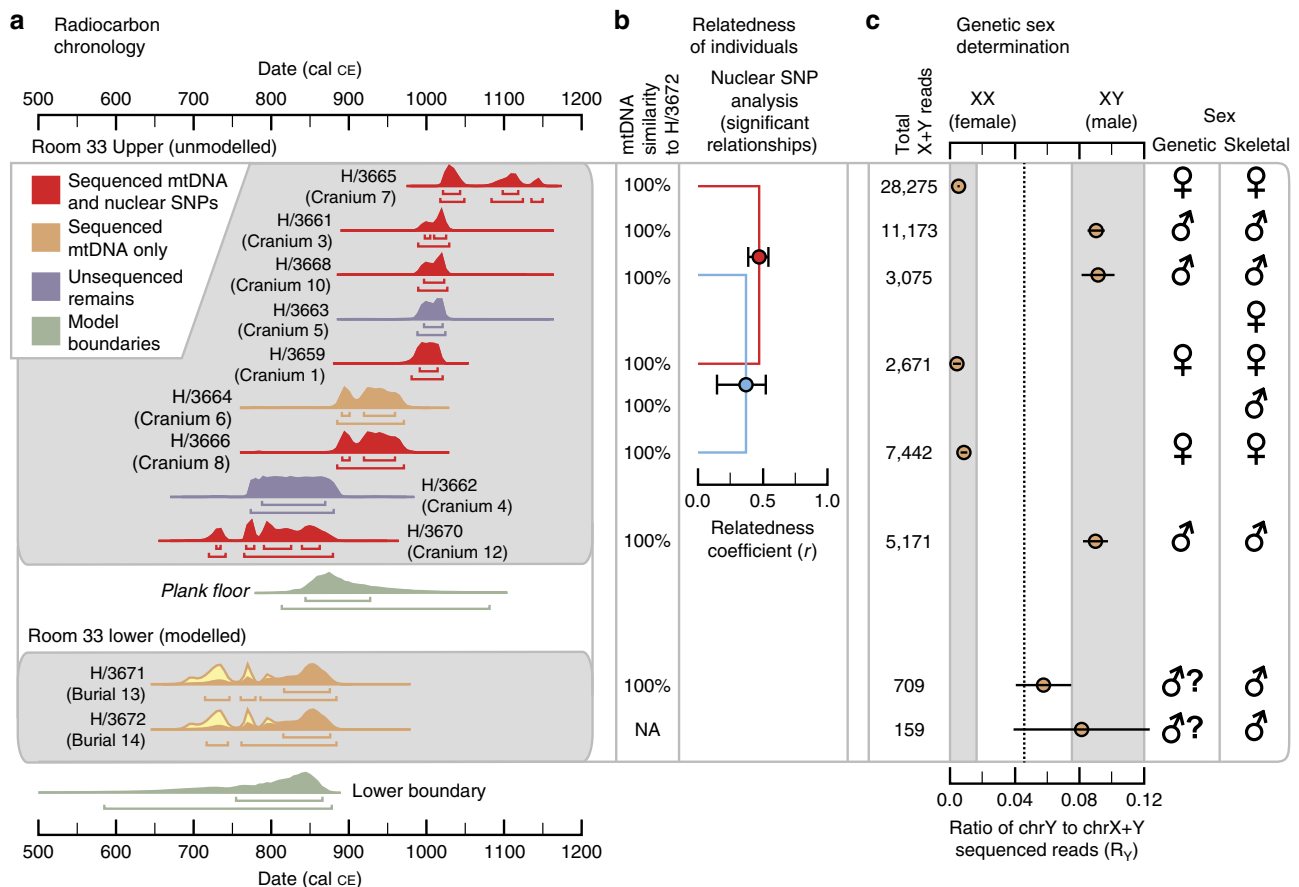 a
Radiocarbon
chronology
Date (cal CE)
500 600 700 800 900 1000 1100 1200
Room 33 Upper (unmodelled)
Sequenced mtDNA
and nuclear SNPs
Sequenced
mtDNA only
Unsequenced
remains
Model
boundaries
H/3665
(Cranium 7)
H/3661
(Cranium 3)
H/3668
(Cranium 10)
H/3663
(Cranium 5)
H/3659
(Cranium 1)
H/3664
(Cranium 6)
H/3666
(Cranium 8)
H/3662
(Cranium 4)
H/3670
(Cranium 12)
Plank floor
Room 33 lower (modelled)
H/3671
(Burial 13)
H/3672
(Burial 14)
Lower boundary
500 600 700 800 900 1000 1100 1200
Date (cal CE)
b
Relatedness
of individuals
mtDNA
similarity
to H/3672
Nuclear SNP
analysis
(significant
relationships)
100%
100%
100%
100%
100%
100%
100%
100%
NA
0.0 0.5 1.0
Relatedness
coefficient (r)
c
Genetic sex
determination
Total
X+Y reads
XX
(female)
XY
(male)
Sex
Genetic Skeletal
28,275 ♀ ♀
11,173 ♂ ♂
3,075 ♂ ♂
♀
2,671 ♀ ♀
♂
7,442 ♀ ♀
5,171 ♂ ♂
709 ♂? ♂
159 ♂? ♂
0.0 0.04 0.08 0.12
Ratio of chrY to chrX+Y
sequenced reads (RY)